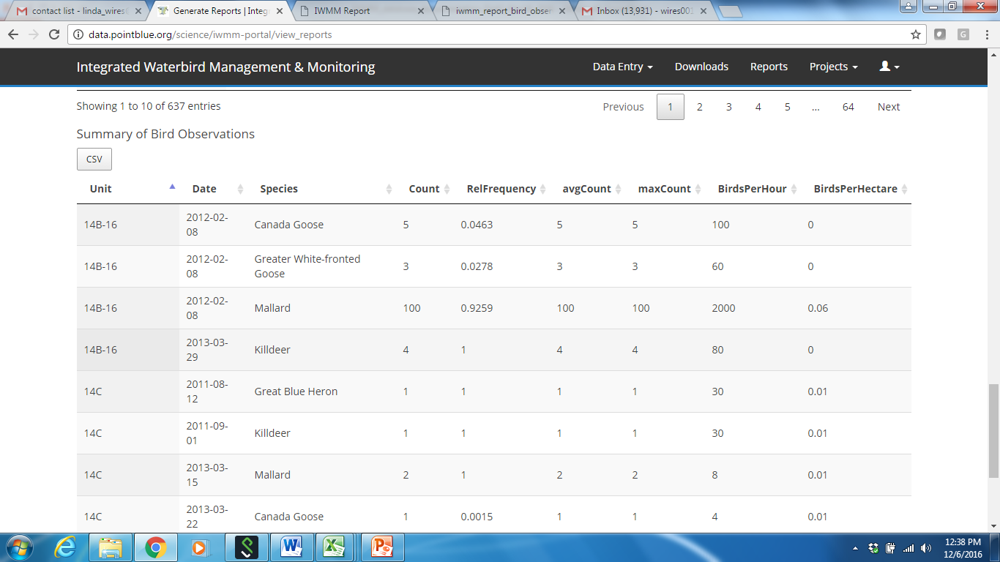 contact list - linda_wires
Generate Reports | Integ
IWMM Report
iwmm_report_bird_obser
Inbox (13,931) - wires001
data.pointblue.org/science/iwmm-portal/view_reports
G
Integrated Waterbird Management & Monitoring
Data Entry
Downloads
Reports
Projects
Showing 1 to 10 of 637 entries
Previous 1 2 3 4 5 ... 64 Next
Summary of Bird Observations
CSV
Unit Date Species Count RelFrequency avgCount maxCount BirdsPerHour BirdsPerHectare
14B-16 2012-02-08 Canada Goose 5 0.0463 5 5 100 0
14B-16 2012-02-08 Greater White-fronted Goose 3 0.0278 3 3 60 0
14B-16 2012-02-08 Mallard 100 0.9259 100 100 2000 0.06
14B-16 2013-03-29 Killdeer 4 1 4 4 80 0
14C 2011-08-12 Great Blue Heron 1 1 1 1 30 0.01
14C 2011-09-01 Killdeer 1 1 1 1 30 0.01
14C 2013-03-15 Mallard 2 1 2 2 8 0.01
14C 2013-03-22 Canada Goose 1 0.0015 1 1 4 0.01
12:38 PM
12/6/2016